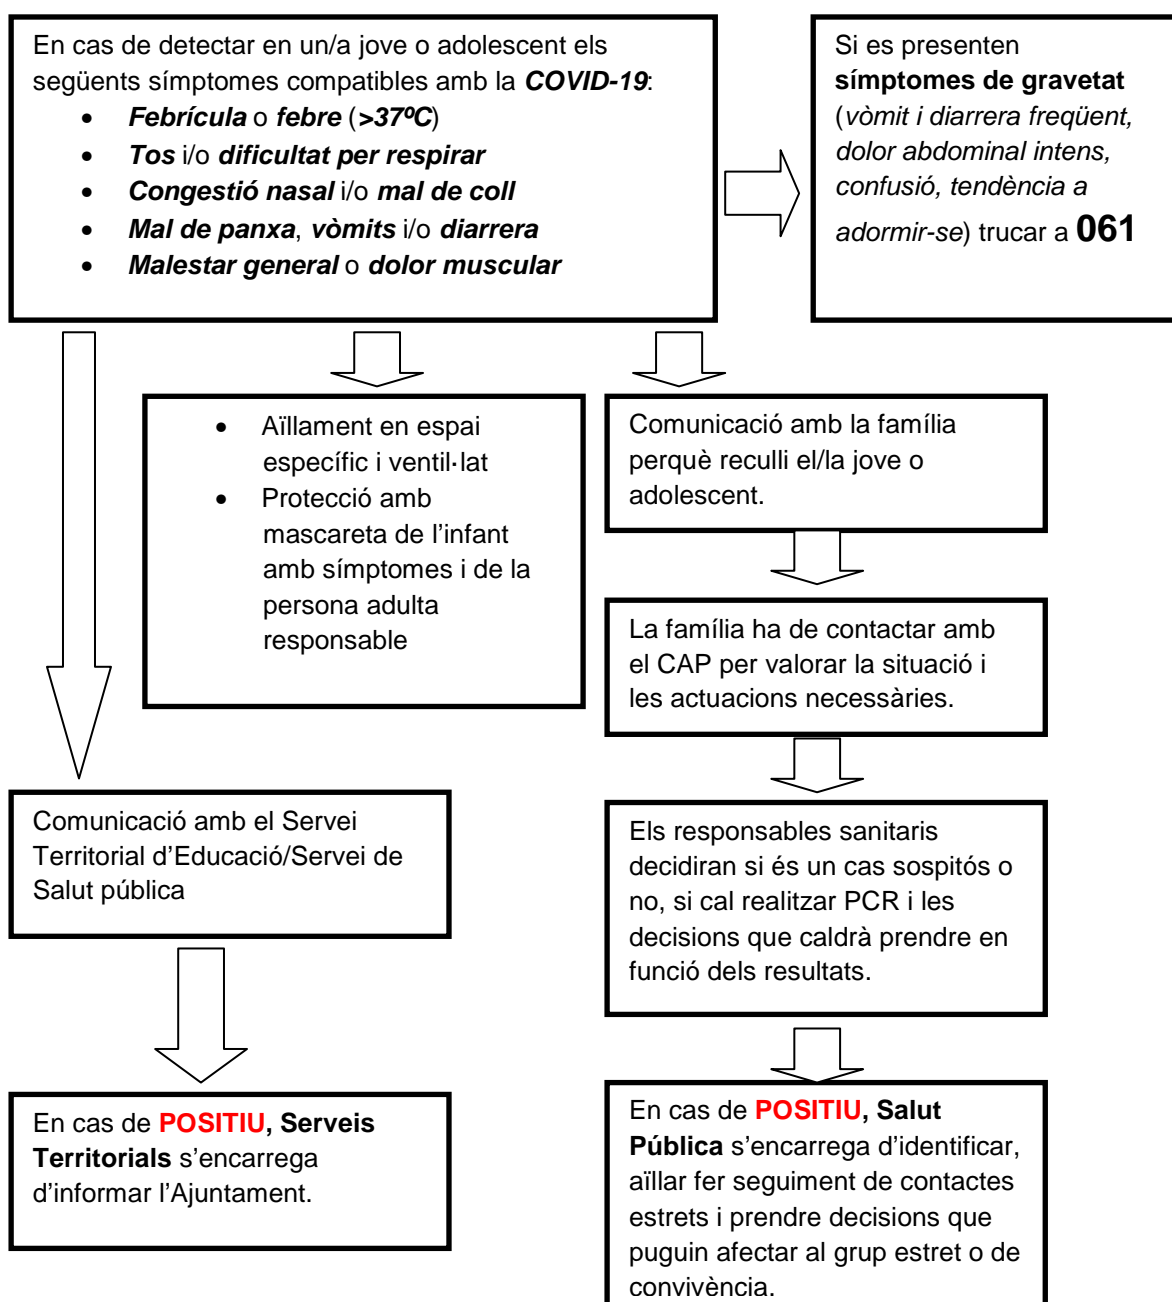 En cas de detectar en un/a jove o adolescent els
següents símptomes compatibles amb la COVID-19:
• Febrícula o febre (>37ºC)
• Tos i/o dificultat per respirar
• Congestió nasal i/o mal de coll
• Mal de panxa, vòmits i/o diarrera
• Malestar general o dolor muscular
Si es presenten
símptomes de gravetat
(vòmit i diarrera freqüent,
dolor abdominal intens,
confusió, tendència a
adormir-se) trucar a 061
• Aïllament en espai
específic i ventil·lat
• Protecció amb
mascareta de l’infant
amb símptomes i de la
persona adulta
responsable
Comunicació amb la família
perquè reculli el/la jove o
adolescent.
La família ha de contactar amb
el CAP per valorar la situació i
les actuacions necessàries.
Comunicació amb el Servei
Territorial d’Educació/Servei de
Salut pública
Els responsables sanitaris
decidiran si és un cas sospitós o
no, si cal realitzar PCR i les
decisions que caldrà prendre en
funció dels resultats.
En cas de POSITIU, Serveis
Territorials s’encarrega
d’informar l’Ajuntament.
En cas de POSITIU, Salut
Pública s’encarrega d’identificar,
aïllar fer seguiment de contactes
estrets i prendre decisions que
puguin afectar al grup estret o de
convivència.